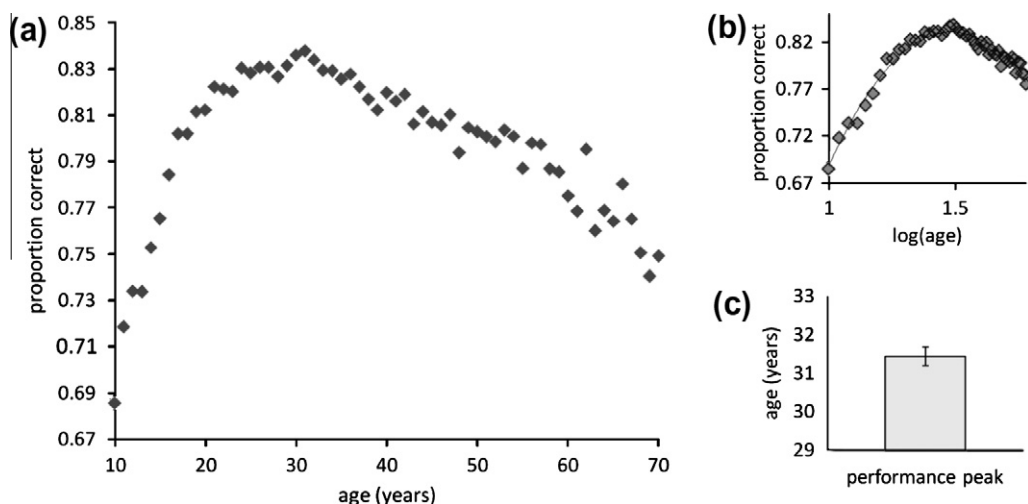 (a)
proportion correct
0.85
0.83
0.81
0.79
0.77
0.75
0.73
0.71
0.69
0.67
10 20 30 40 50 60 70
age (years)
(b)
proportion correct
0.82
0.77
0.72
0.67
1 1.5
log(age)
(c)
age (years)
33
32
31
30
29
performance peak